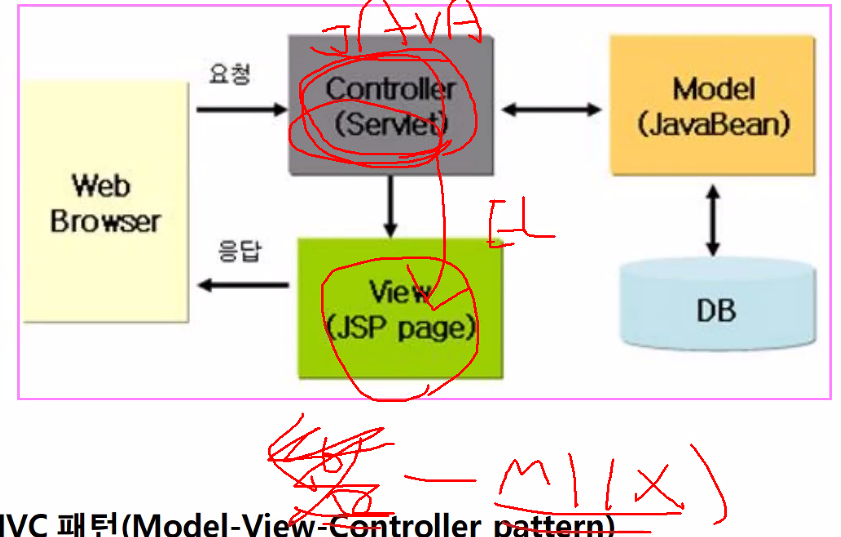 JAVA
요청
Controller
(Servlet)
Model
(JavaBean)
Web
Browser
EL
응답
View
(JSP page)
DB
MVC 패턴(Model-View-Controller pattern)